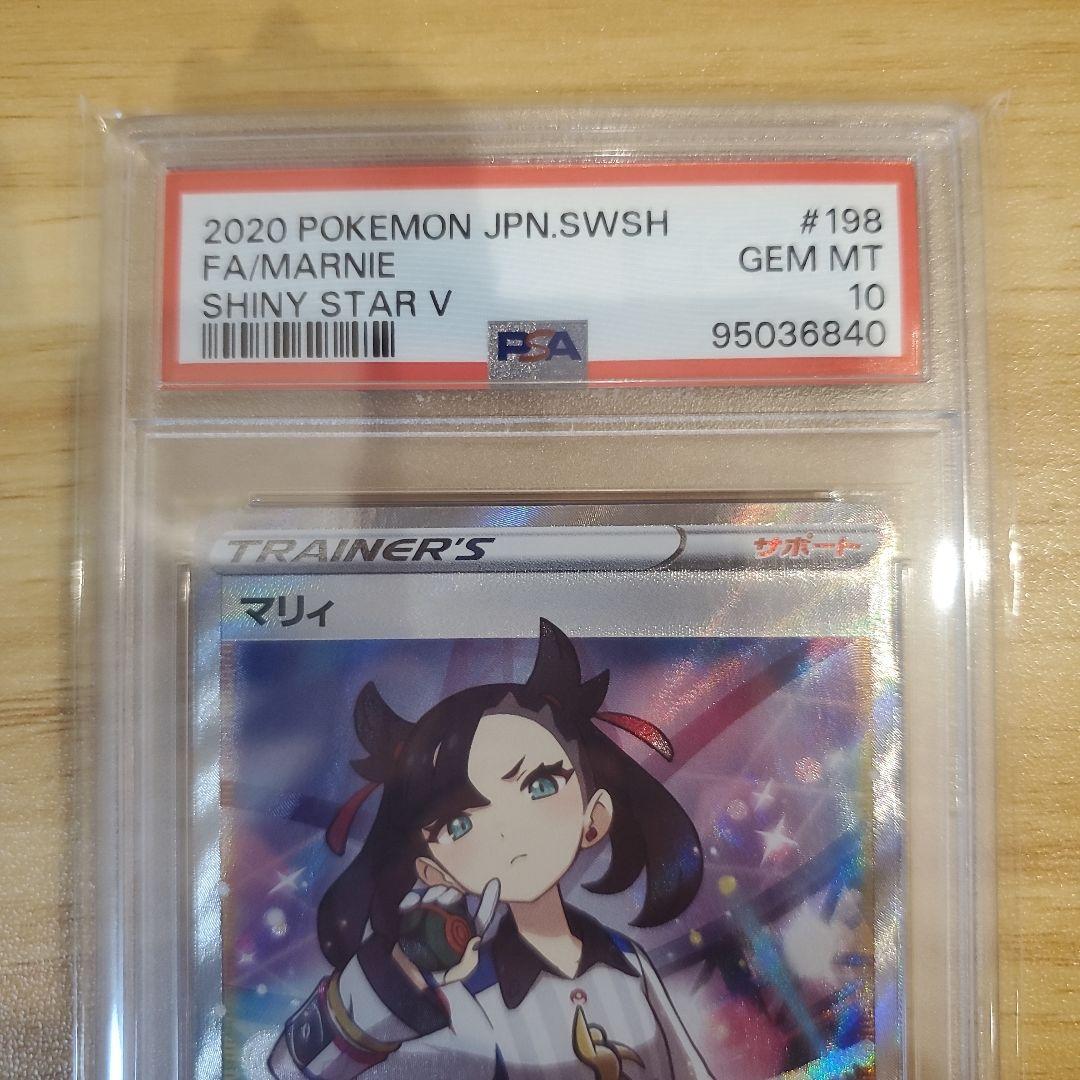 2020 POKEMON JPN.SWSH #198
FA/MARNIE GEM MT
SHINY STAR V 10
95036840
PSA
TRAINER'S サポート
マリィ